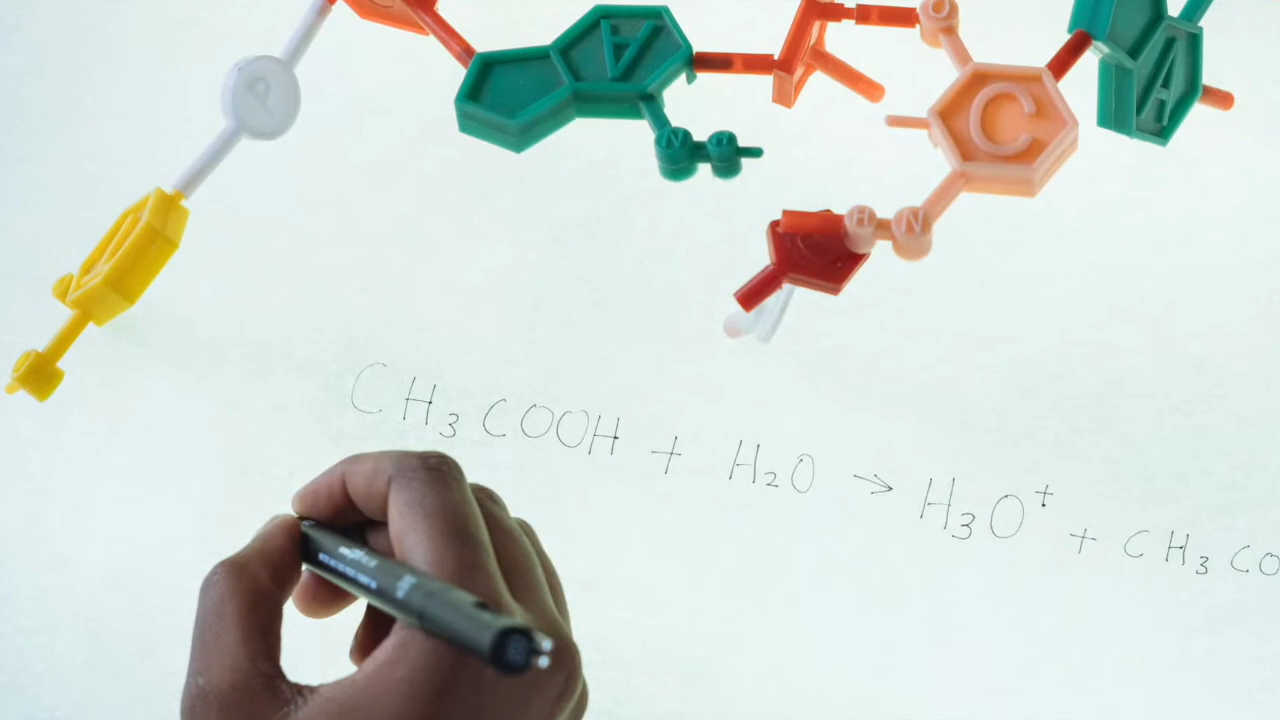 P
A
O
C
A
N H
H N
CH₃COOH + H₂O → H₃O⁺ + CH₃CO